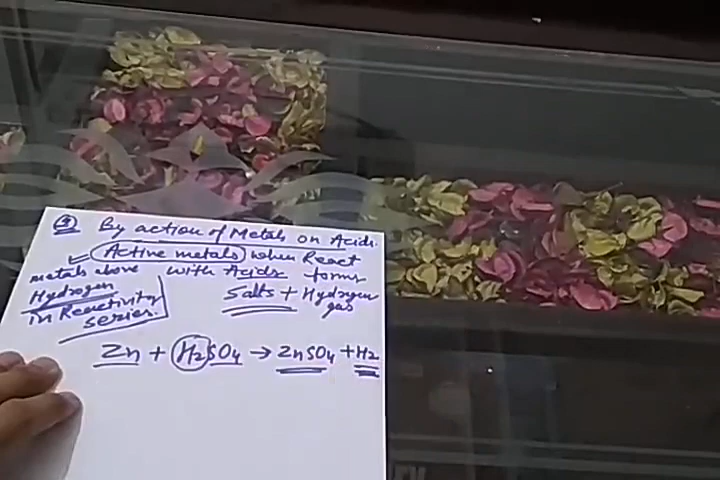 ④ By action of Metals on Acids.
Active metals when React
with Acids forms
Salts + Hydrogen
gas
metals above
Hydrogen
in Reactivity
series.
Zn + H2SO4 → ZnSO4 + H2